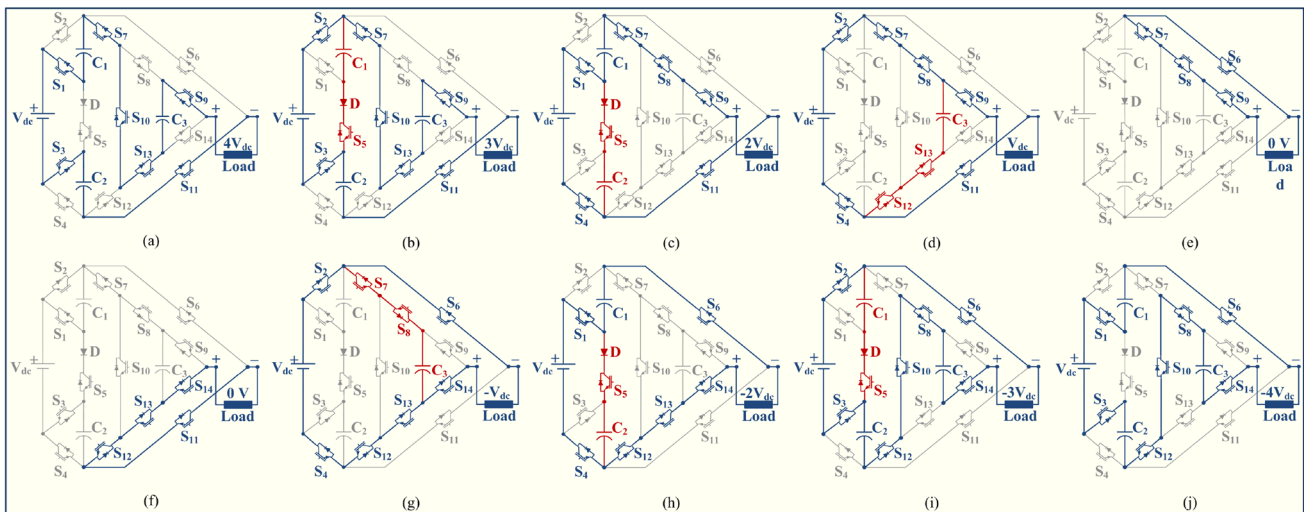 S2 S7 S6 C1 S8 S1 + Vdc D S9 + − S10 C3 S14 S5 4Vdc S3 S13 Load C2 S11 S12 S4
(a)
S2 S7 S6 C1 S8 S1 + Vdc D S9 + − S10 C3 S14 S5 3Vdc S3 S13 Load C2 S11 S12 S4
(b)
S2 S7 S6 C1 S8 S1 + Vdc D S9 + − S10 C3 S14 S5 2Vdc S3 S13 Load C2 S11 S12 S4
(c)
S2 S7 S6 C1 S8 S1 + Vdc D S9 + − S10 C3 S14 S5 Vdc S3 S13 Load C2 S11 S12 S4
(d)
S2 S7 S6 C1 S8 S1 + Vdc D S9 + − S10 C3 S14 S5 0 V S3 S13 Loa d C2 S11 S12 S4
(e)
S2 S7 S6 C1 S8 S1 + Vdc D S9 + − S10 C3 S14 S5 0 V S3 S13 Load C2 S11 S12 S4
(f)
S2 S7 S6 C1 S8 S1 + Vdc D S9 + − S10 C3 S14 S5 -Vdc S3 S13 Load C2 S11 S12 S4
(g)
S2 S7 S6 C1 S8 S1 + Vdc D S9 + − S10 C3 S14 S5 -2Vdc S3 S13 Load C2 S11 S12 S4
(h)
S2 S7 S6 C1 S8 S1 + Vdc D S9 + − S10 C3 S14 S5 -3Vdc S3 S13 Load C2 S11 S12 S4
(i)
S2 S7 S6 C1 S8 S1 + Vdc D S9 + − S10 C3 S14 S5 -4Vdc S3 S13 Load C2 S11 S12 S4
(j)